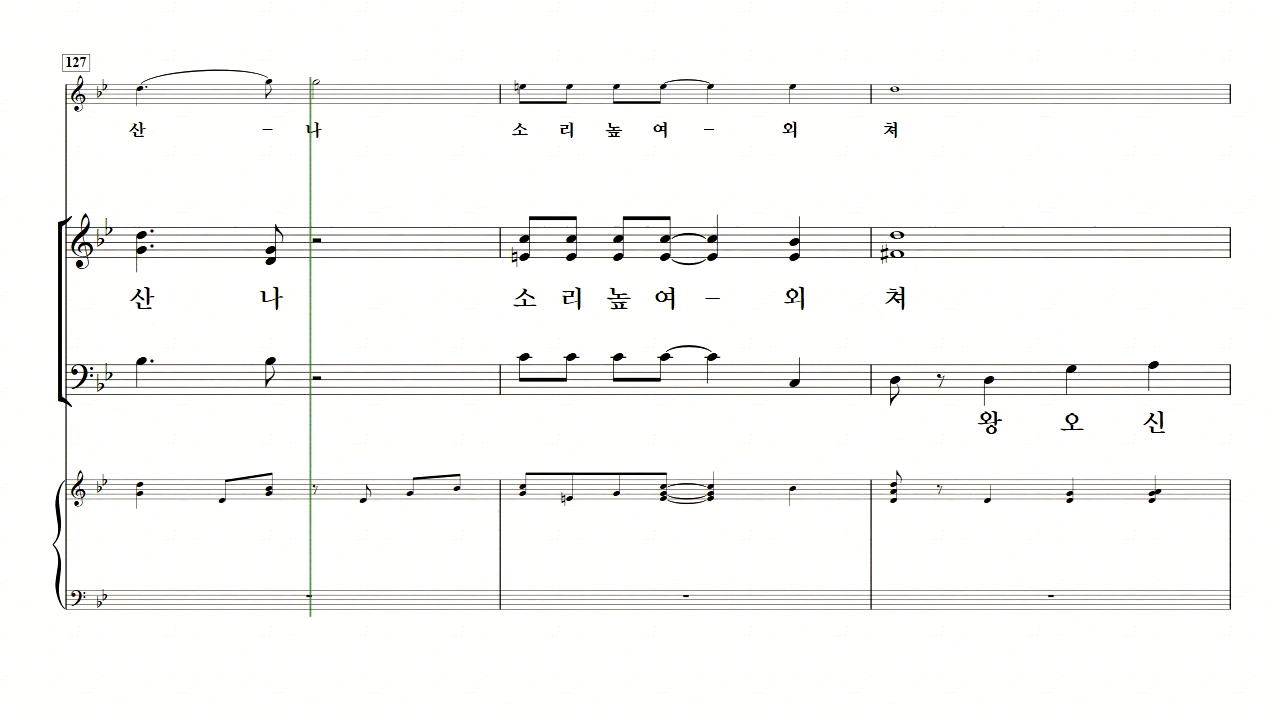 127
산 – 나 소 리 높 여 – 외 쳐
산 나 소 리 높 여 – 외 쳐
왕 오 신